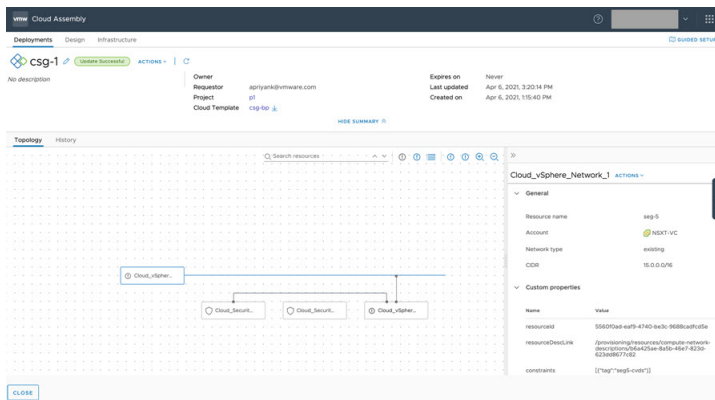 vmw Cloud Assembly
Deployments Design Infrastructure
GUIDED SETUP
csg-1 Update Successful ACTIONS
No description
Owner
Requestor apriyank@vmware.com
Project p1
Cloud Template csg-bp
Expires on Never
Last updated Apr 6, 2021, 3:20:14 PM
Created on Apr 6, 2021, 1:15:40 PM
HIDE SUMMARY
Topology History
Search resources
Cloud_vSpher...
Cloud_Securit...
Cloud_Securit...
Cloud_vSpher...
Cloud_vSphere_Network_1 ACTIONS
General
Resource name seg-5
Account NSXT-VC
Network type existing
CIDR 15.0.0.0/16
Custom properties
Name Value
resourceId 5560f0ad-eaf9-4740-be3c-9688cadfcd5e
resourceDescLink /provisioning/resources/compute-network-
descriptions/b6a425ae-8a5b-46e7-823d-
623dd8677c82
constraints [{"tag":"seg5-cvds"}]
CLOSE